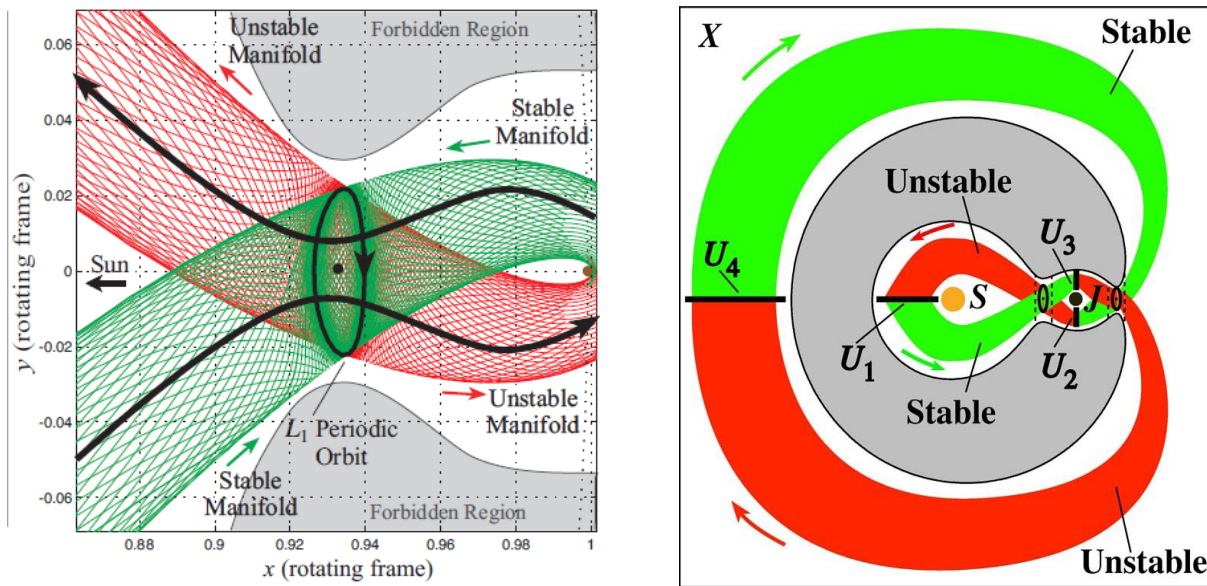 0.06
0.04
0.02
0
-0.02
-0.04
-0.06
y (rotating frame)
Unstable
Manifold
Forbidden Region
Stable
Manifold
Sun
Unstable
Manifold
L₁ Periodic
Orbit
Stable
Manifold
Forbidden Region
0.88
0.9
0.92
0.94
0.96
0.98
1
x (rotating frame)
X
Stable
Unstable
U₃
U₄
S
J
U₁
U₂
Stable
Unstable